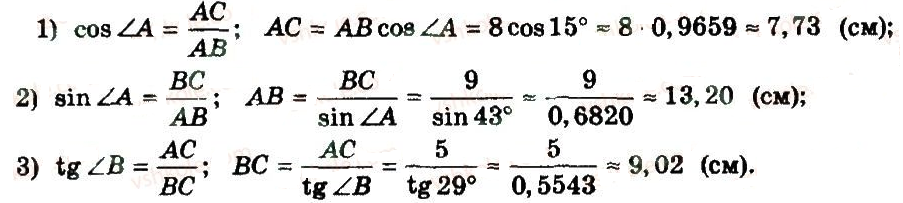 1) cos ∠A = AC/AB; AC = AB cos ∠A = 8 cos 15° ≈ 8 · 0,9659 ≈ 7,73 (см);
2) sin ∠A = BC/AB; AB = BC/sin ∠A = 9/sin 43° ≈ 9/0,6820 ≈ 13,20 (см);
3) tg ∠B = AC/BC; BC = AC/tg ∠B = 5/tg 29° ≈ 5/0,5543 ≈ 9,02 (см).